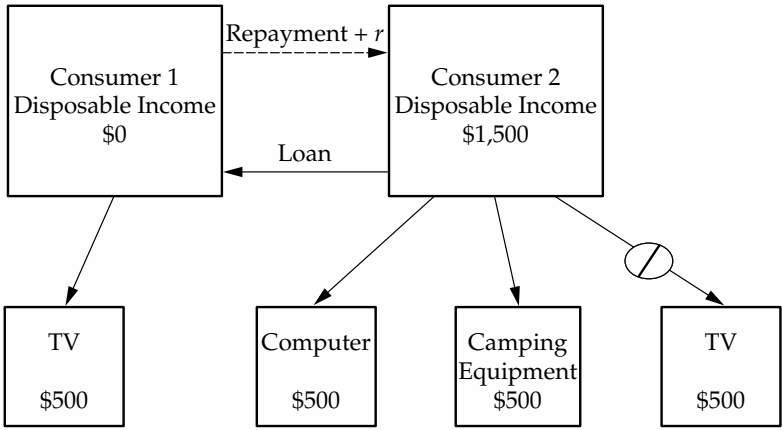 Repayment + r
Consumer 1
Disposable Income
$0
Consumer 2
Disposable Income
$1,500
Loan
TV
$500
Computer
$500
Camping
Equipment
$500
TV
$500